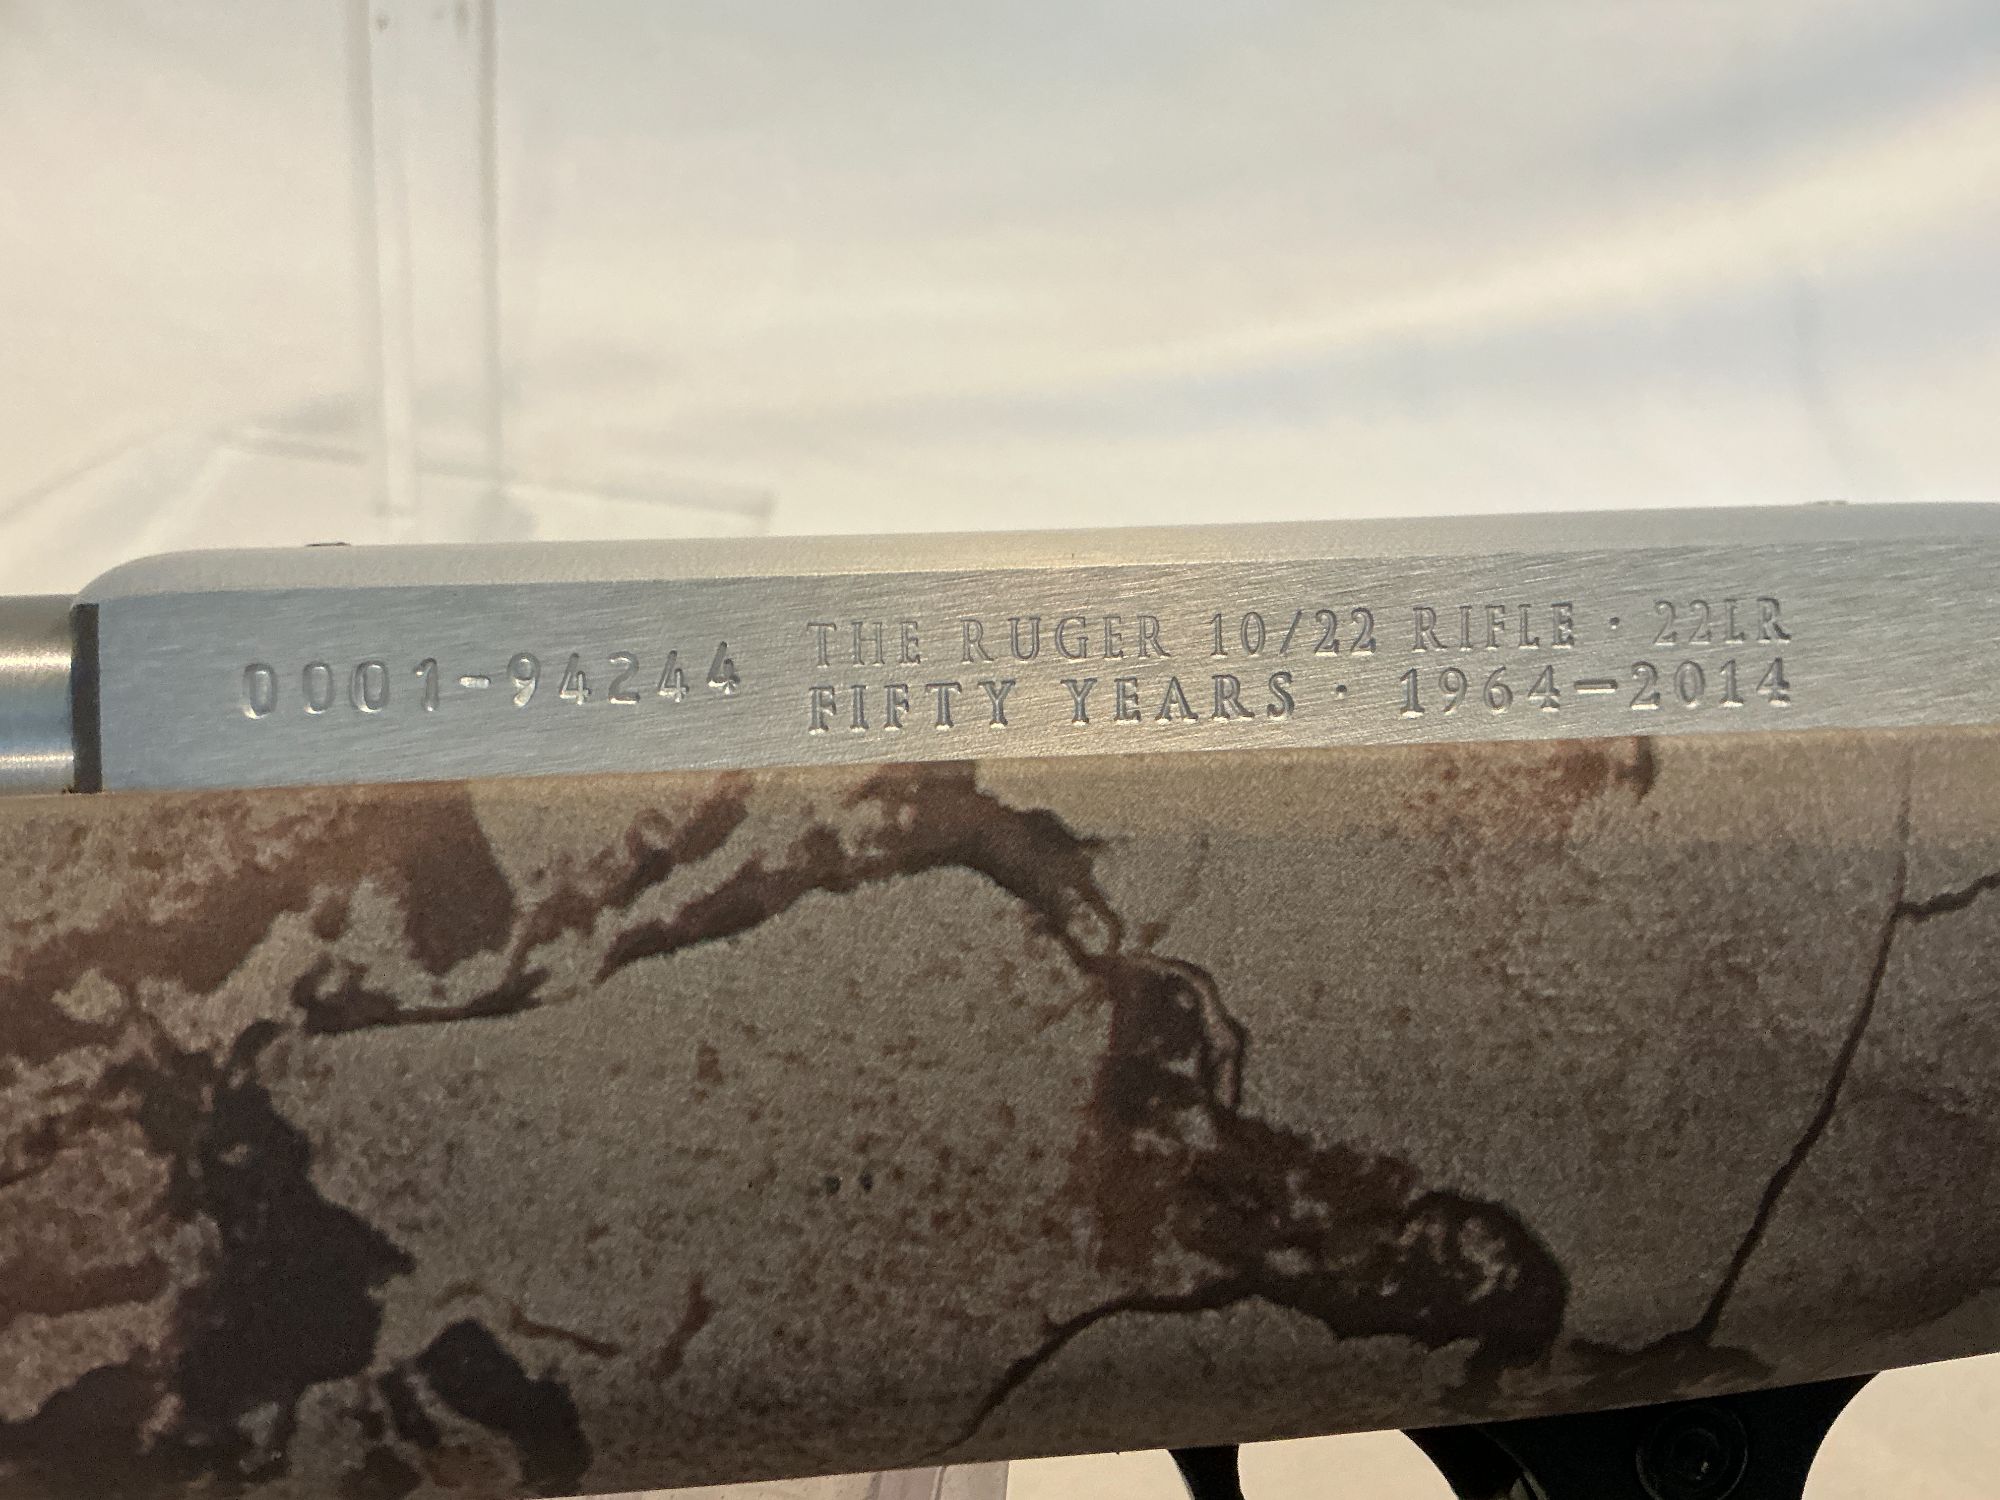 0001-94244
THE RUGER 10/22 RIFLE · 22LR
FIFTY YEARS · 1964-2014